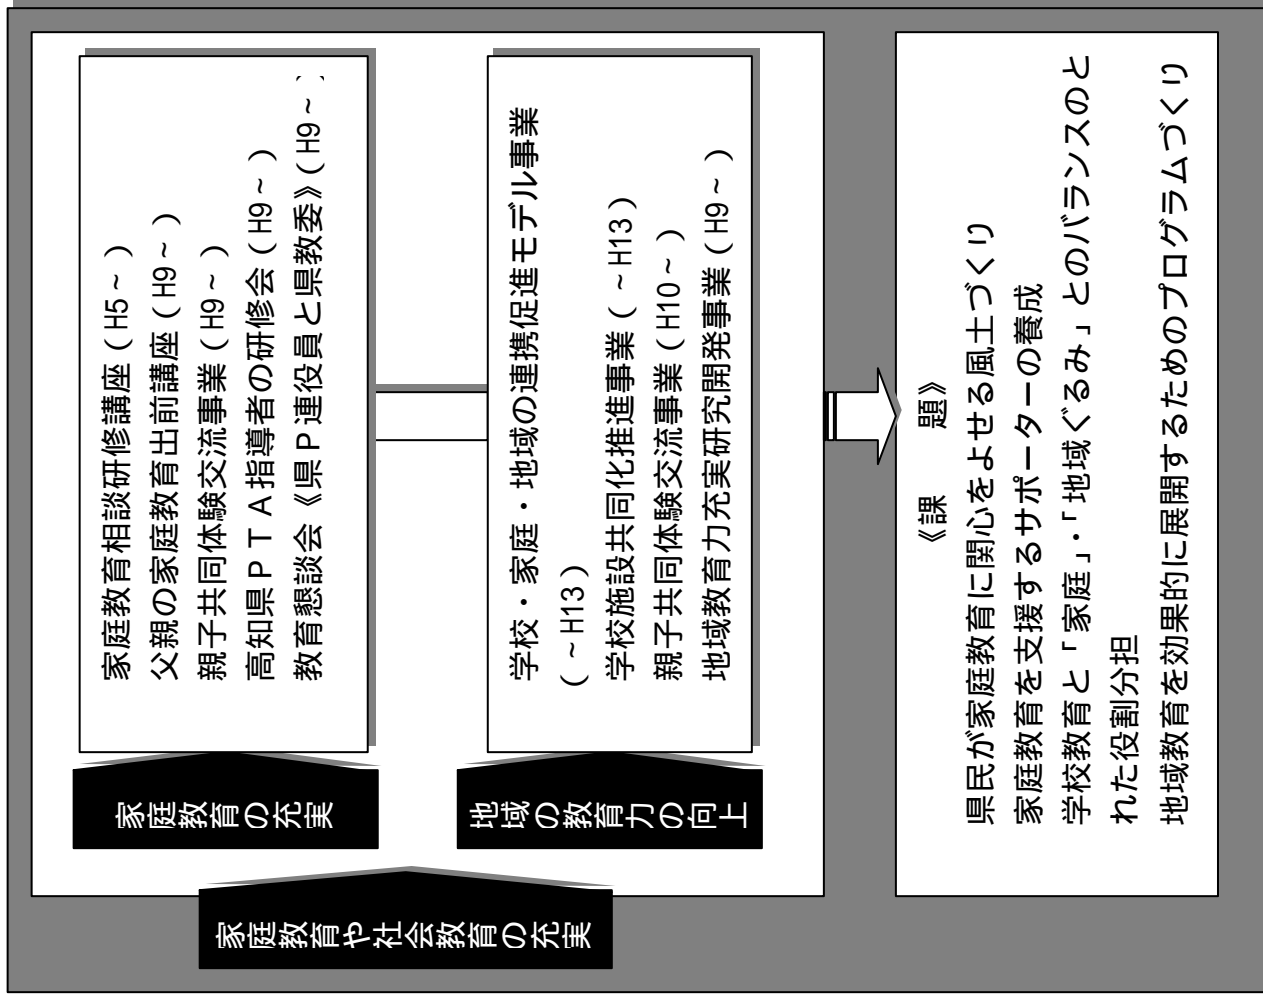 家庭教育や社会教育の充実
家庭教育の充実
家庭教育相談研修講座（H5～）
父親の家庭教育出前講座（H9～）
親子共同体験交流事業（H9～）
高知県ＰＴＡ指導者の研修会（H9～）
教育懇談会《県Ｐ連役員と県教委》（H9～）
地域の教育力の向上
学校・家庭・地域の連携促進モデル事業
（～H13）
学校施設共同化推進事業（～H13）
親子共同体験交流事業（H10～）
地域教育力充実研究開発事業（H9～）
《課　　題》
県民が家庭教育に関心をよせる風土づくり
家庭教育を支援するサポーターの養成
学校教育と「家庭」・「地域ぐるみ」とのバランスのと
れた役割分担
地域教育を効果的に展開するためのプログラムづくり